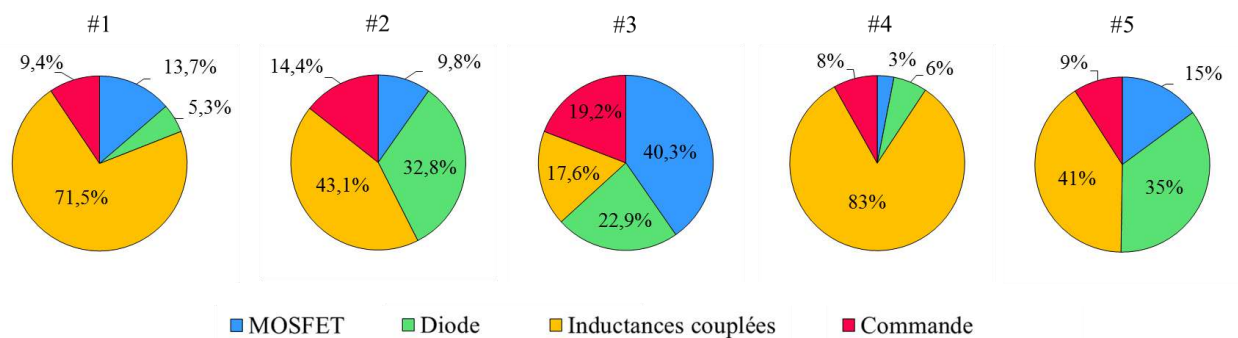 #1 #2 #3 #4 #5
9,4% 13,7% 5,3% 71,5%
14,4% 9,8% 32,8% 43,1%
19,2% 40,3% 17,6% 22,9%
8% 3% 6% 83%
9% 15% 41% 35%
MOSFET Diode Inductances couplées Commande